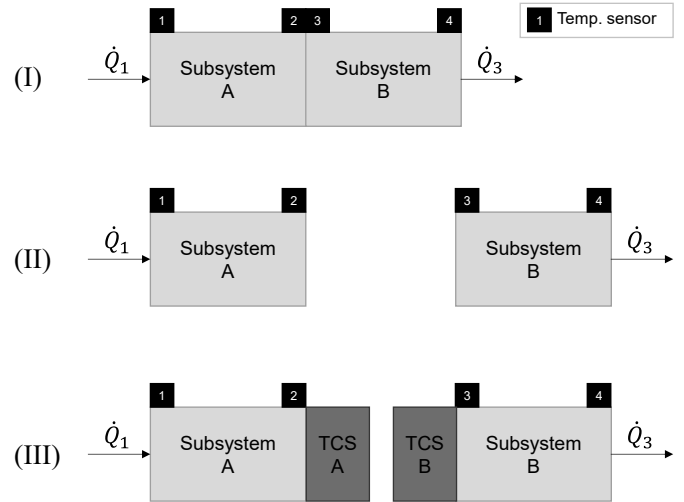 1 2 3 4 1 Temp. sensor
(I) Q̇₁ Subsystem Subsystem Q̇₃
A B
1 2 3 4
(II) Q̇₁ Subsystem Subsystem Q̇₃
A B
1 2 3 4
(III) Q̇₁ Subsystem TCS TCS Subsystem Q̇₃
A A B B